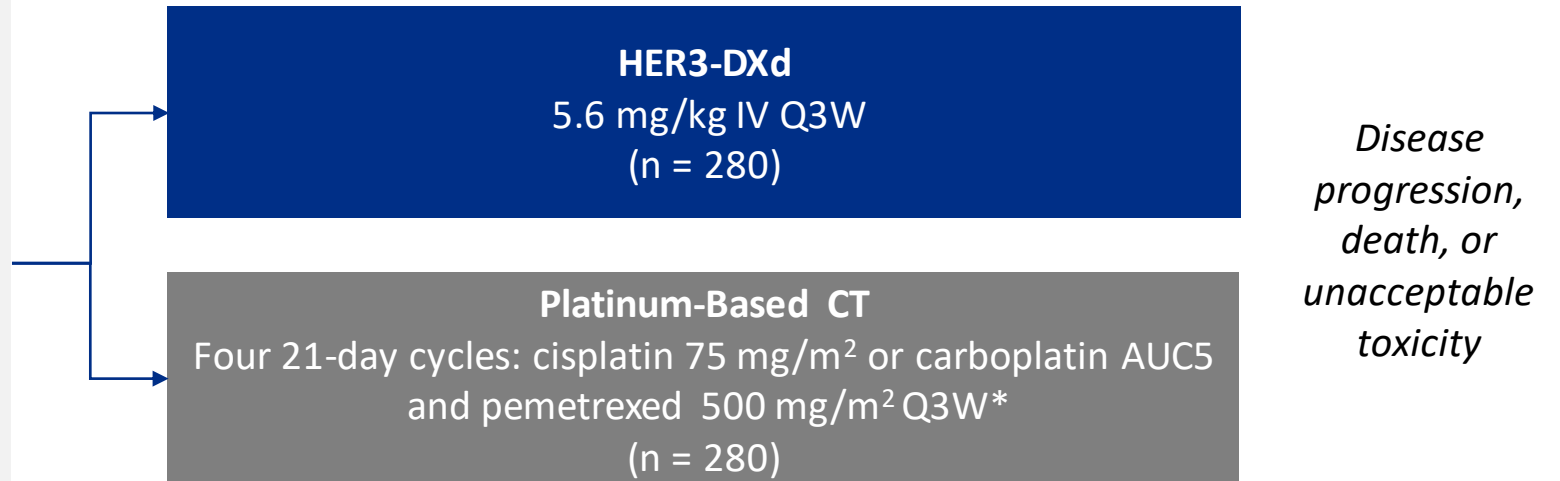 HER3-DXd
5.6 mg/kg IV Q3W
(n = 280)
Disease
progression,
death, or
unacceptable
toxicity
Platinum-Based CT
Four 21-day cycles: cisplatin 75 mg/m² or carboplatin AUC5
and pemetrexed 500 mg/m² Q3W*
(n = 280)